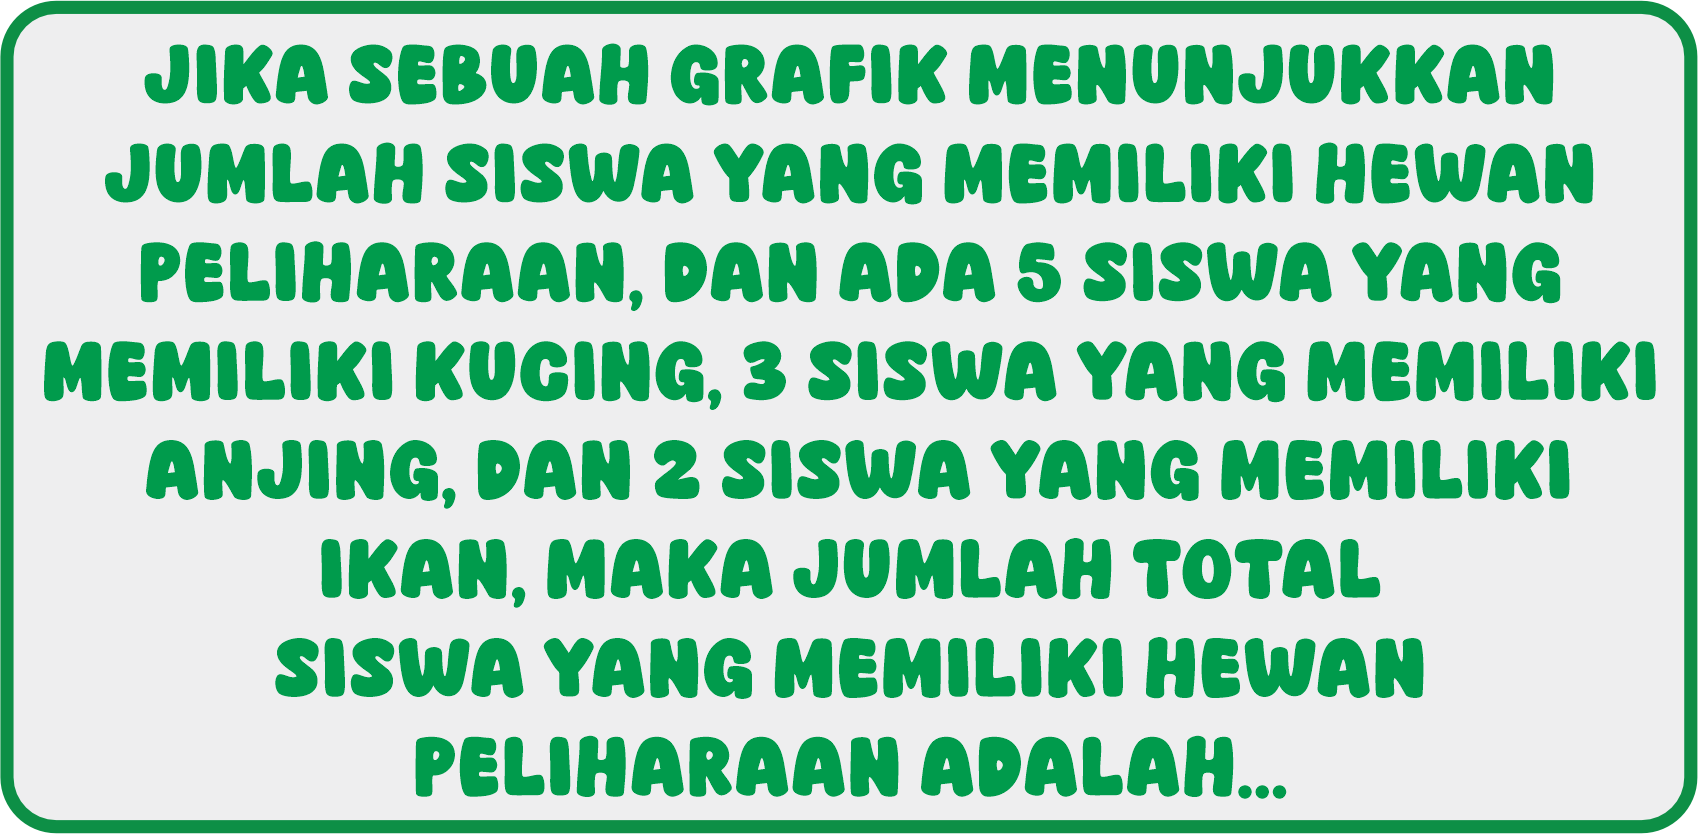 JIKA SEBUAH GRAFIK MENUNJUKKAN
JUMLAH SISWA YANG MEMILIKI HEWAN
PELIHARAAN, DAN ADA 5 SISWA YANG
MEMILIKI KUCING, 3 SISWA YANG MEMILIKI
ANJING, DAN 2 SISWA YANG MEMILIKI
IKAN, MAKA JUMLAH TOTAL
SISWA YANG MEMILIKI HEWAN
PELIHARAAN ADALAH...